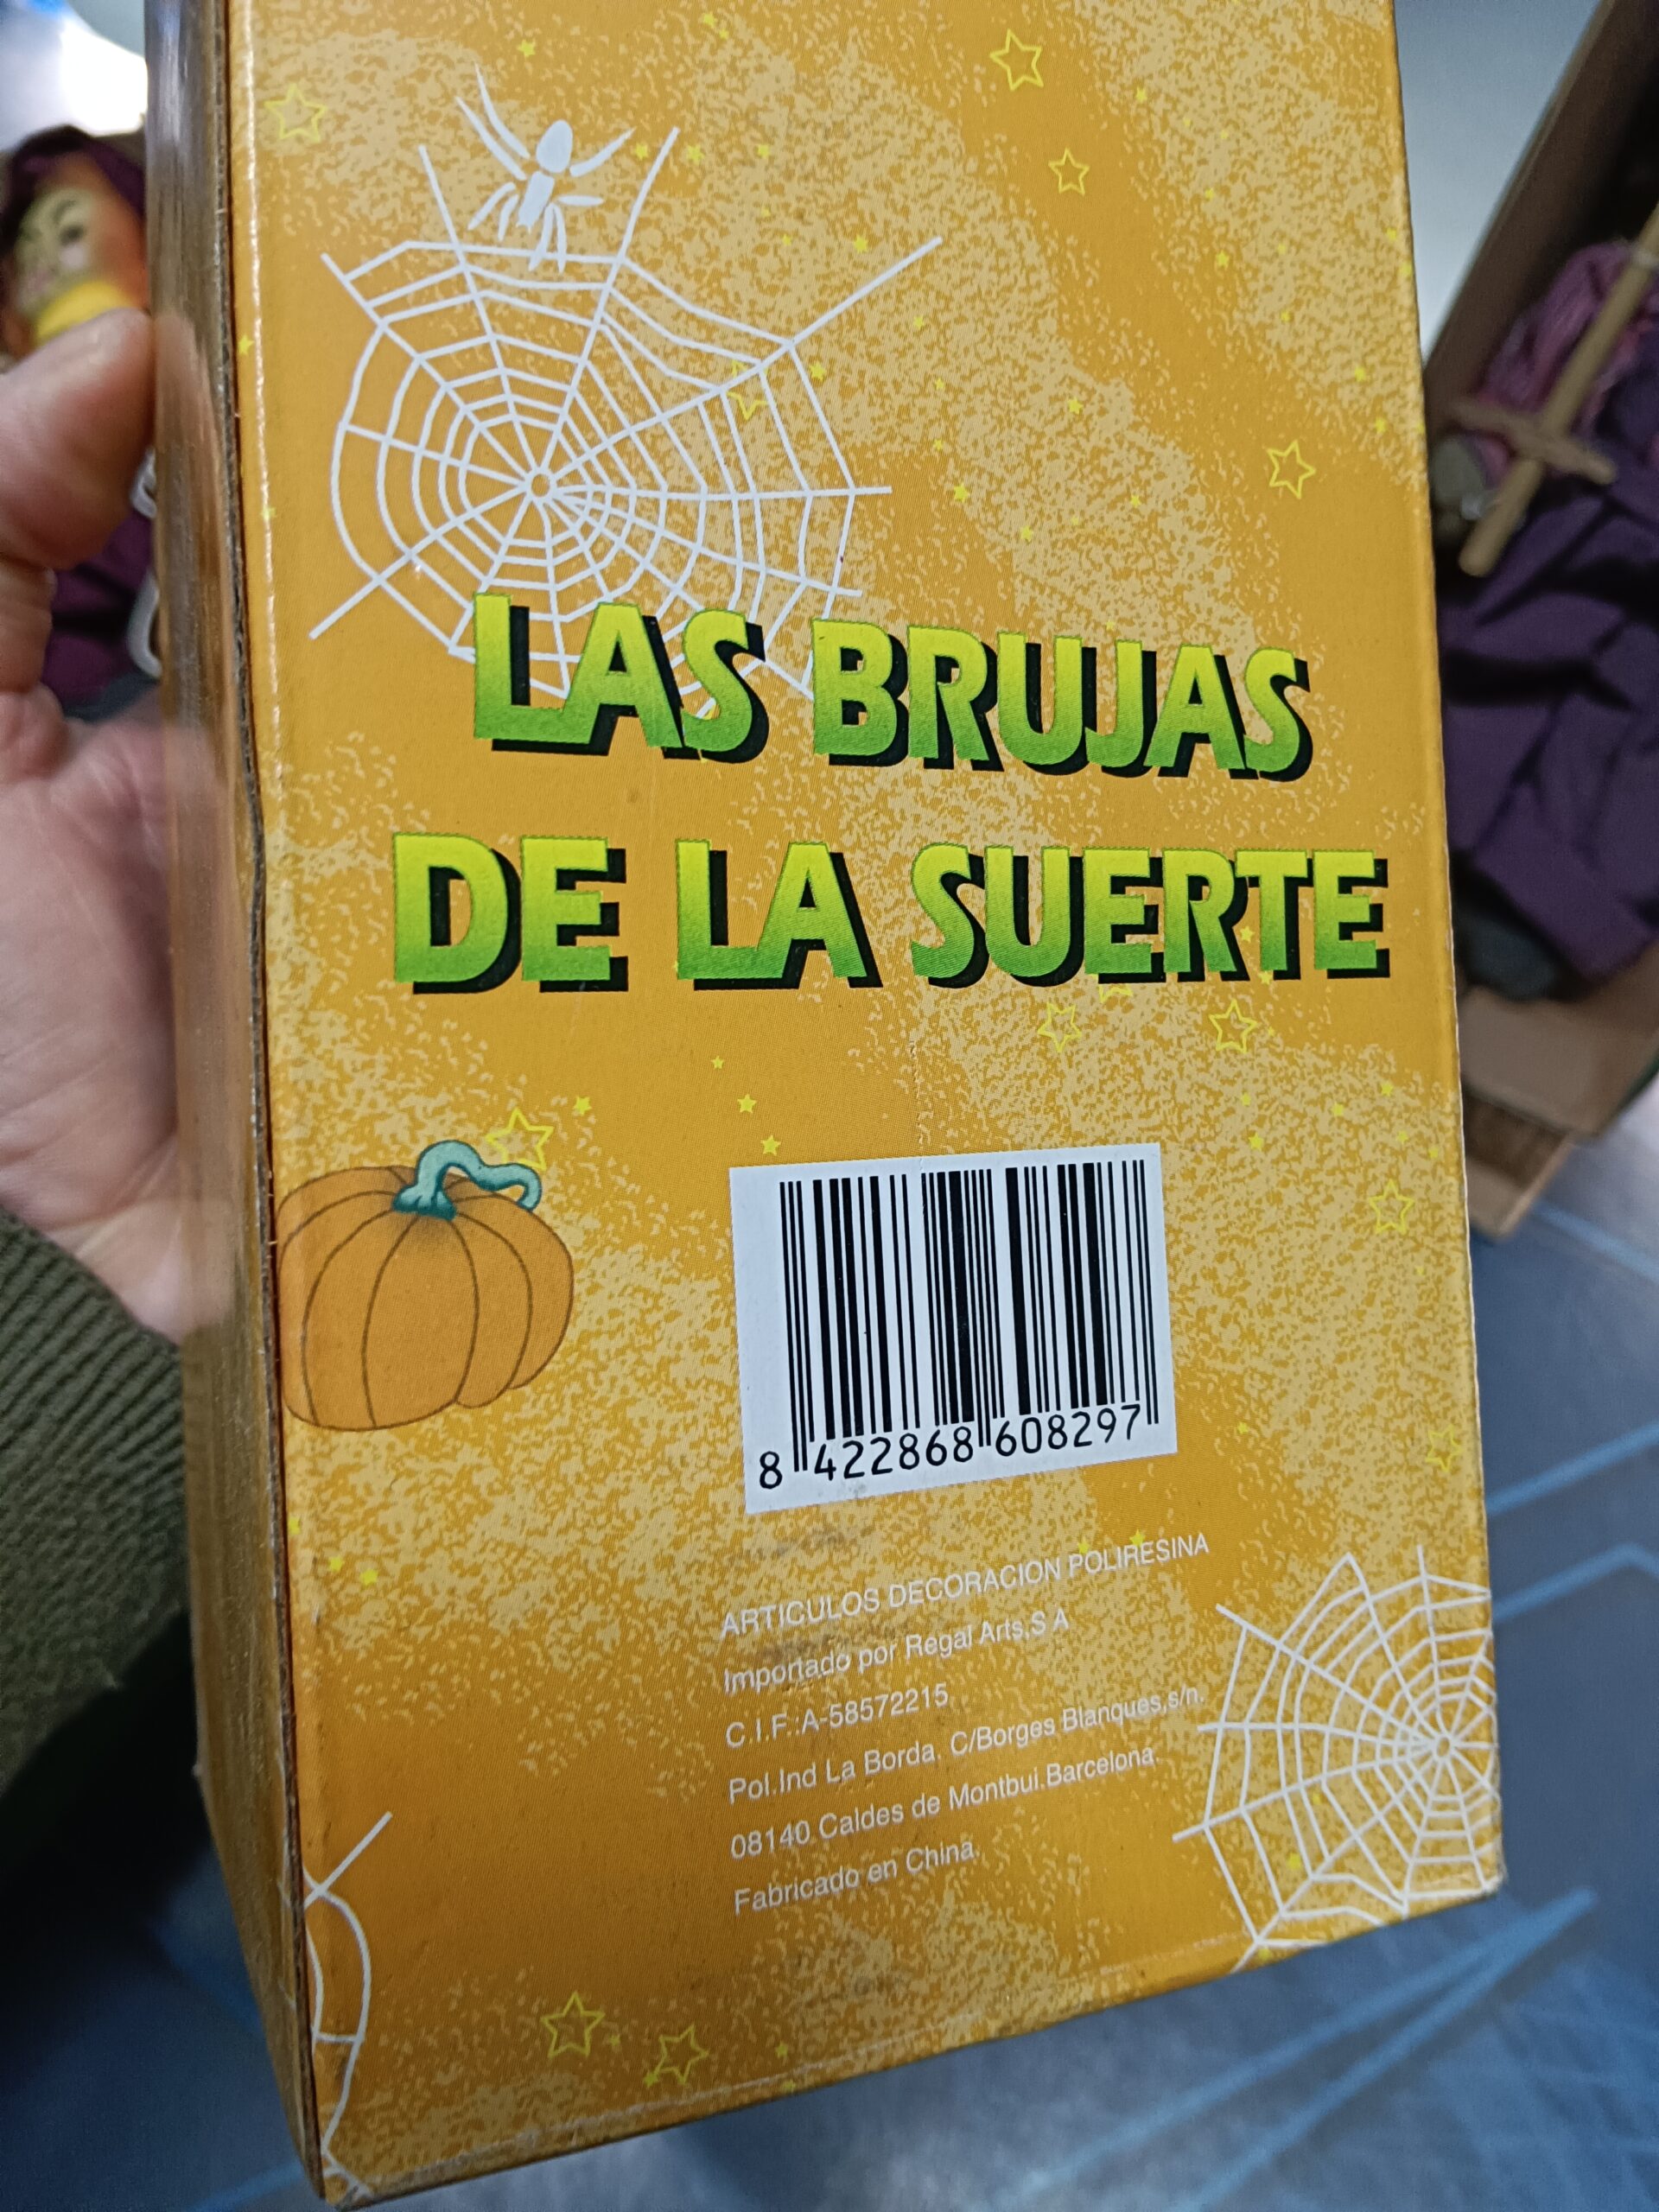 LAS BRUJAS
DE LA SUERTE
8 422868 608297
ARTICULOS DECORACION POLIRESINA
Importado por Regal Arts,S A
C.I.F.:A-58572215
Pol.Ind La Borda. C/Borges Blanques,s/n.
08140 Caldes de Montbui.Barcelona.
Fabricado en China.